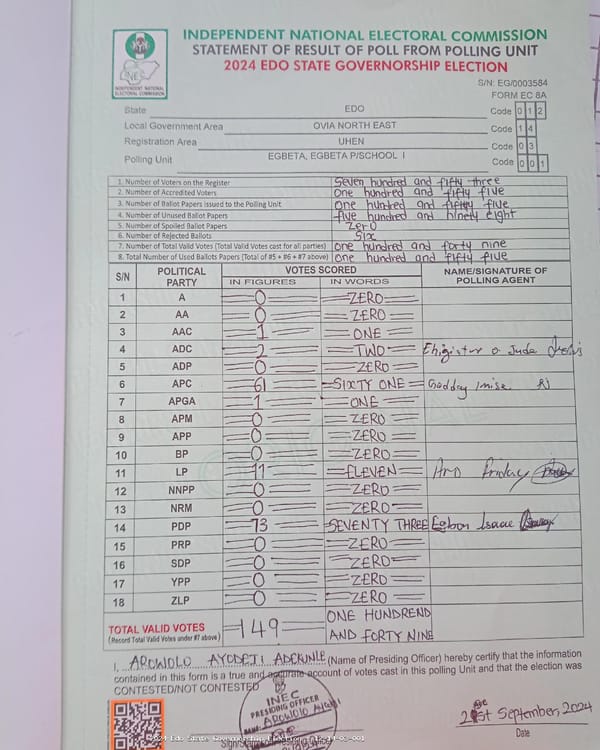 INDEPENDENT NATIONAL ELECTORAL COMMISSION
STATEMENT OF RESULT OF POLL FROM POLLING UNIT
2024 EDO STATE GOVERNORSHIP ELECTION
INEC
INDEPENDENT NATIONAL
ELECTORAL COMMISSION
S/N: EG/0003584
FORM EC 8A
State EDO Code 0 1 2
Local Government Area OVIA NORTH EAST Code 1 4
Registration Area UHEN Code 0 3
Polling Unit EGBETA, EGBETA P/SCHOOL I Code 0 0 1
1. Number of Voters on the Register Seven hundred and fifty three
2. Number of Accredited Voters One hundred and fifty five
3. Number of Ballot Papers issued to the Polling Unit One hundred and fifty five
4. Number of Unused Ballot Papers five hundred and ninety eight
5. Number of Spoiled Ballot Papers Zero
6. Number of Rejected Ballots Six
7. Number of Total Valid Votes (Total Valid Votes cast for all parties) One hundred and forty nine
8. Total Number of Used Ballots Papers (Total of #5 + #6 + #7 above) One hundred and fifty five
S/N POLITICAL PARTY VOTES SCORED NAME/SIGNATURE OF POLLING AGENT
IN FIGURES IN WORDS
1 A 0 ZERO
2 AA 0 ZERO
3 AAC 1 ONE
4 ADC 2 TWO Jude
5 ADP 0 ZERO
6 APC 61 SIXTY ONE
7 APGA 1 ONE
8 APM 0 ZERO
9 APP 0 ZERO
10 BP 0 ZERO
11 LP 11 ELEVEN Friday
12 NNPP 0 ZERO
13 NRM 0 ZERO
14 PDP 73 SEVENTY THREE Isaac
15 PRP 0 ZERO
16 SDP 0 ZERO
17 YPP 0 ZERO
18 ZLP 0 ZERO
TOTAL VALID VOTES 149 ONE HUNDREND
(Record Total Valid Votes under #7 above) AND FORTY NINE
I, AROWOLO AYODEJI ADEKUNLE (Name of Presiding Officer) hereby certify that the information
contained in this form is a true and accurate account of votes cast in this polling Unit and that the election was
CONTESTED/NOT CONTESTED
INEC
PRESIDING OFFICER
21st September, 2024
Date